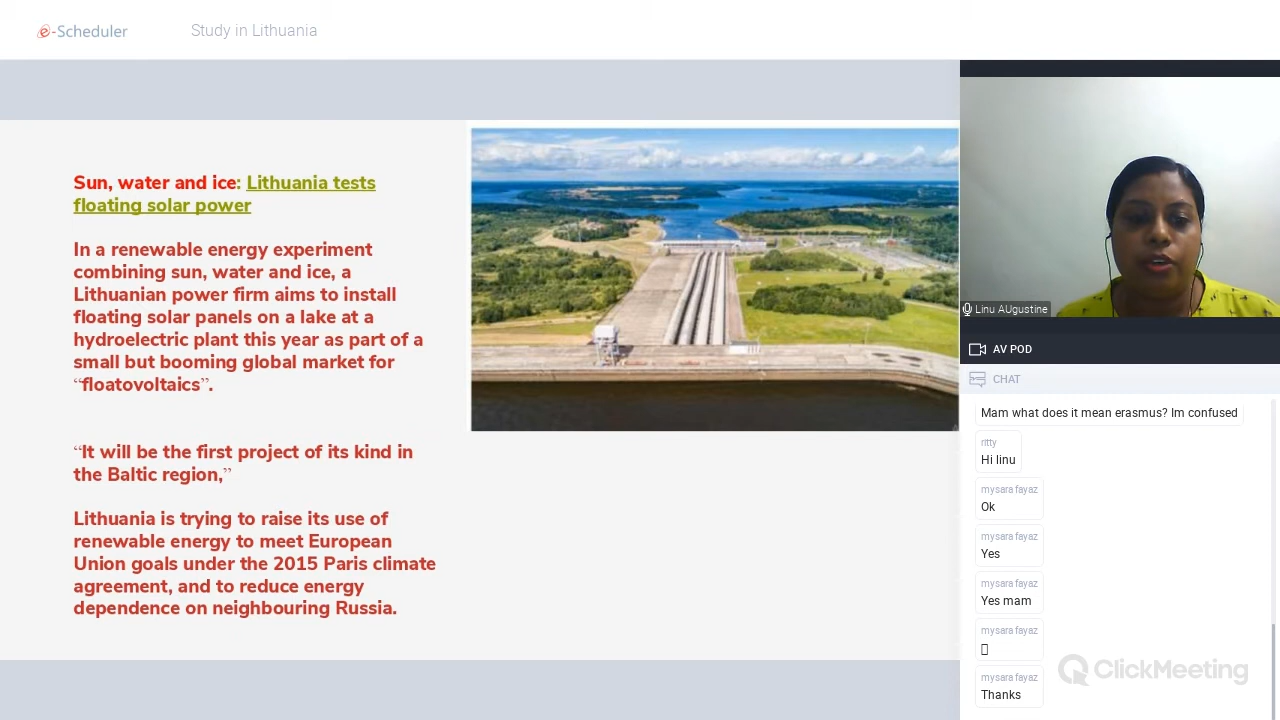 e-Scheduler
Study in Lithuania
Sun, water and ice: Lithuania tests
floating solar power
In a renewable energy experiment
combining sun, water and ice, a
Lithuanian power firm aims to install
floating solar panels on a lake at a
hydroelectric plant this year as part of a
small but booming global market for
“floatovoltaics”.
“It will be the first project of its kind in
the Baltic region,”
Lithuania is trying to raise its use of
renewable energy to meet European
Union goals under the 2015 Paris climate
agreement, and to reduce energy
dependence on neighbouring Russia.
Linu AUgustine
AV POD
CHAT
Mam what does it mean erasmus? Im confused
ritty
Hi linu
mysara fayaz
Ok
mysara fayaz
Yes
mysara fayaz
Yes mam
mysara fayaz
mysara fayaz
Thanks
ClickMeeting